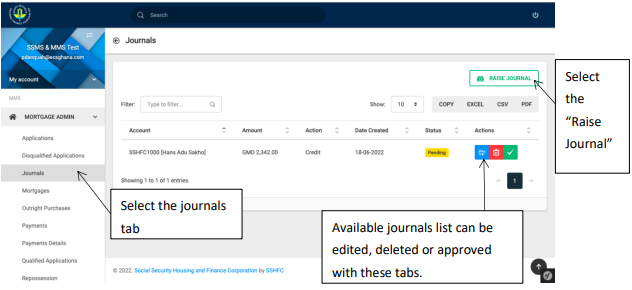 Search
SSMS & MMS Test
pdanquah@ecsghana.com
My account
MMS
MORTGAGE ADMIN
Applications
Disqualified Applications
Journals
Mortgages
Outright Purchases
Payments
Payments Details
Qualified Applications
Repossession
Journals
RAISE JOURNAL
Filter: Type to filter... Show: 10 COPY EXCEL CSV PDF
Account Amount Action Date Created Status Actions
SSHFC1000 [Hans Adu Sakho] GMD 2,342.00 Credit 18-06-2022 Pending
Showing 1 to 1 of 1 entries
← 1 →
© 2022. Social Security Housing and Finance Corporation by SSHFC
Select the journals
tab
Available journals list can be
edited, deleted or approved
with these tabs.
Select
the
“Raise
Journal”